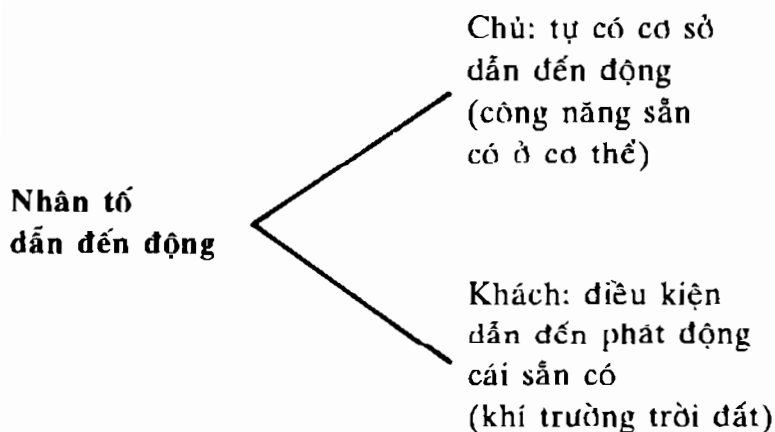 Chủ: tự có cơ sở
dẫn đến động
(công năng sẵn
có ở cơ thể)
Nhân tố
dẫn đến động
Khách: điều kiện
dẫn đến phát động
cái sẵn có
(khí trường trời đất)